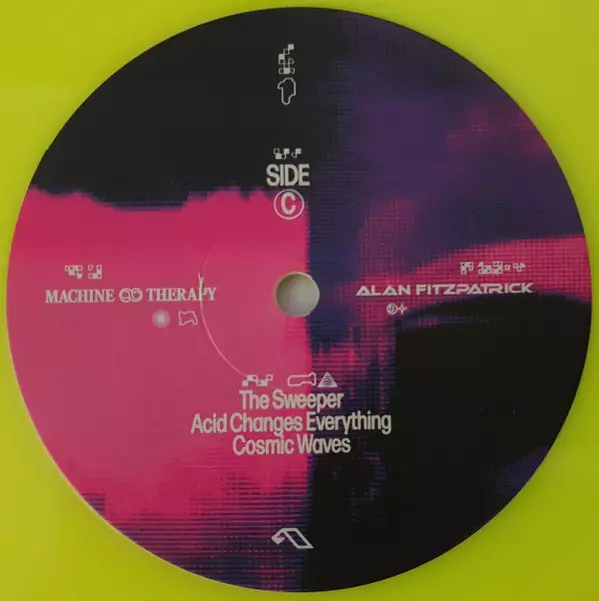 SIDE
C
MACHINE THERAPY
ALAN FITZPATRICK
The Sweeper
Acid Changes Everything
Cosmic Waves